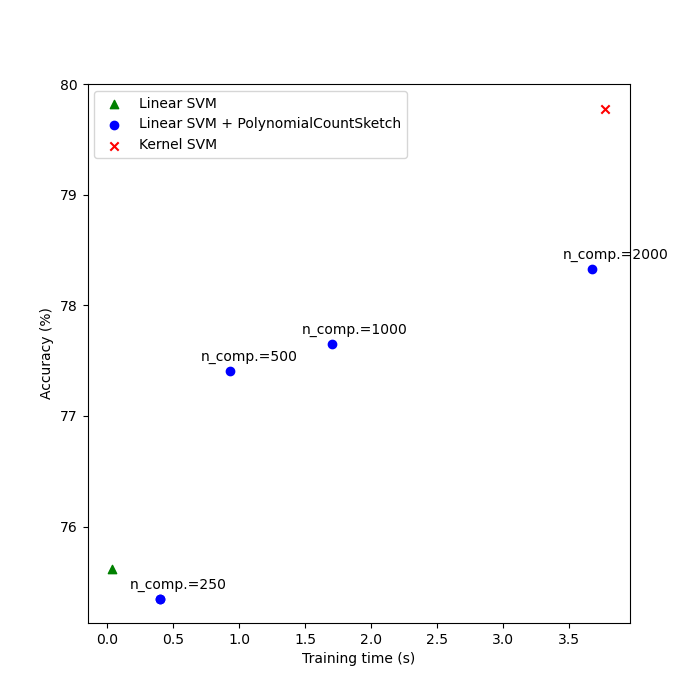 80
Linear SVM
Linear SVM + PolynomialCountSketch
Kernel SVM
79
n_comp.=2000
78
n_comp.=1000
n_comp.=500
77
76
n_comp.=250
Accuracy (%)
0.0 0.5 1.0 1.5 2.0 2.5 3.0 3.5
Training time (s)